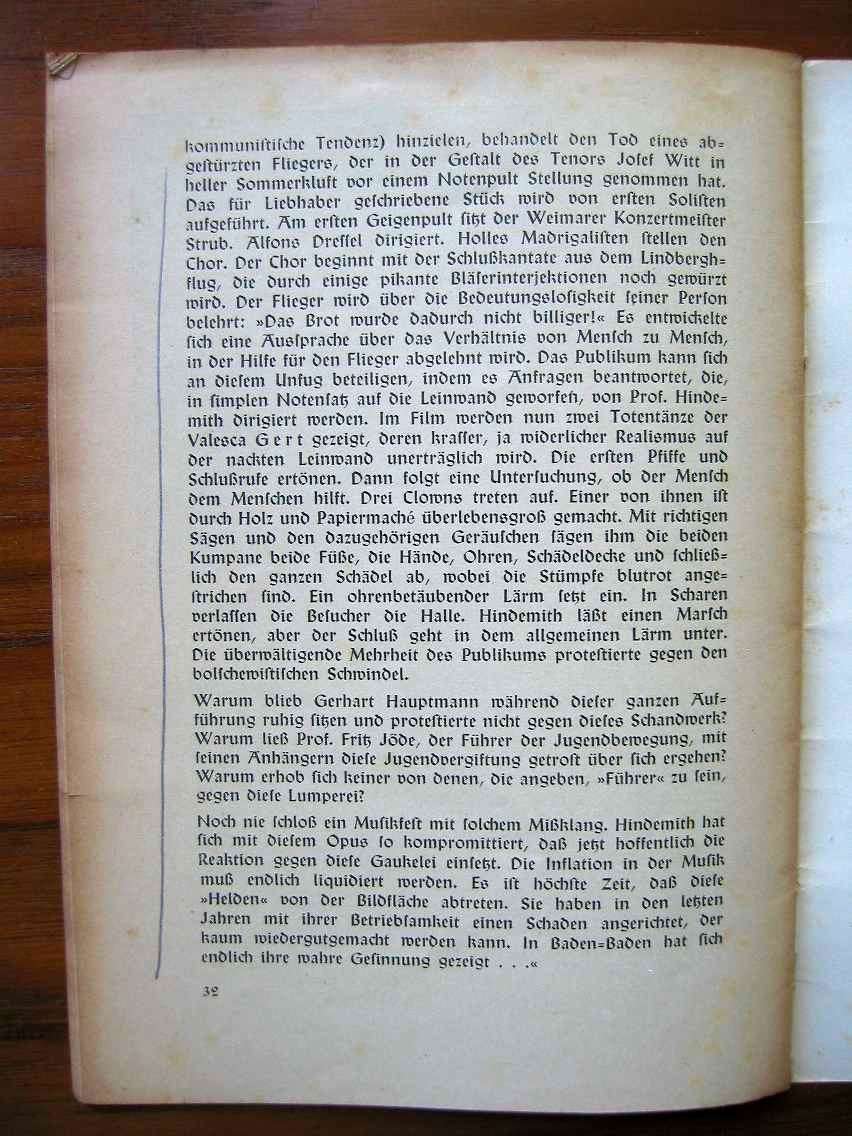 kommunistische Tendenz) hinzielen, behandelt den Tod eines ab=
gestürzten Fliegers, der in der Gestalt des Tenors Josef Witt in
heller Sommerkluft vor einem Notenpult Stellung genommen hat.
Das für Liebhaber geschriebene Stück wird von ersten Solisten
aufgeführt. Am ersten Geigenpult sitzt der Weimarer Konzertmeister
Strub. Alfons Dressel dirigiert. Holles Madrigalisten stellen den
Chor. Der Chor beginnt mit der Schlußkantate aus dem Lindbergh=
flug, die durch einige pikante Bläserinterjektionen noch gewürzt
wird. Der Flieger wird über die Bedeutungslosigkeit seiner Person
belehrt: »Das Brot wurde dadurch nicht billiger!« Es entwickelte
sich eine Aussprache über das Verhältnis von Mensch zu Mensch,
in der Hilfe für den Flieger abgelehnt wird. Das Publikum kann sich
an diesem Unfug beteiligen, indem es Anfragen beantwortet, die,
in simplen Notensatz auf die Leinwand geworfen, von Prof. Hinde=
mith dirigiert werden. Im Film werden nun zwei Totentänze der
Valesca Gert gezeigt, deren krasser, ja widerlicher Realismus auf
der nackten Leinwand unerträglich wird. Die ersten Pfiffe und
Schlußrufe ertönen. Dann folgt eine Untersuchung, ob der Mensch
dem Menschen hilft. Drei Clowns treten auf. Einer von ihnen ist
durch Holz und Papiermaché überlebensgroß gemacht. Mit richtigen
Sägen und den dazugehörigen Geräuschen sägen ihm die beiden
Kumpane beide Füße, die Hände, Ohren, Schädeldecke und schließ=
lich den ganzen Schädel ab, wobei die Stümpfe blutrot ange=
strichen sind. Ein ohrenbetäubender Lärm setzt ein. In Scharen
verlassen die Besucher die Halle. Hindemith läßt einen Marsch
ertönen, aber der Schluß geht in dem allgemeinen Lärm unter.
Die überwältigende Mehrheit des Publikums protestierte gegen den
bolschewistischen Schwindel.
Warum blieb Gerhart Hauptmann während dieser ganzen Auf=
führung ruhig sitzen und protestierte nicht gegen dieses Schandwerk?
Warum ließ Prof. Fritz Jöde, der Führer der Jugendbewegung, mit
seinen Anhängern diese Jugendvergiftung getrost über sich ergehen?
Warum erhob sich keiner von denen, die angeben, »Führer« zu sein,
gegen diese Lumperei?
Noch nie schloß ein Musikfest mit solchem Mißklang. Hindemith hat
sich mit diesem Opus so kompromittiert, daß jetzt hoffentlich die
Reaktion gegen diese Gaukelei einsetzt. Die Inflation in der Musik
muß endlich liquidiert werden. Es ist höchste Zeit, daß diese
»Helden« von der Bildfläche abtreten. Sie haben in den letzten
Jahren mit ihrer Betriebsamkeit einen Schaden angerichtet, der
kaum wiedergutgemacht werden kann. In Baden=Baden hat sich
endlich ihre wahre Gesinnung gezeigt . . .«
32